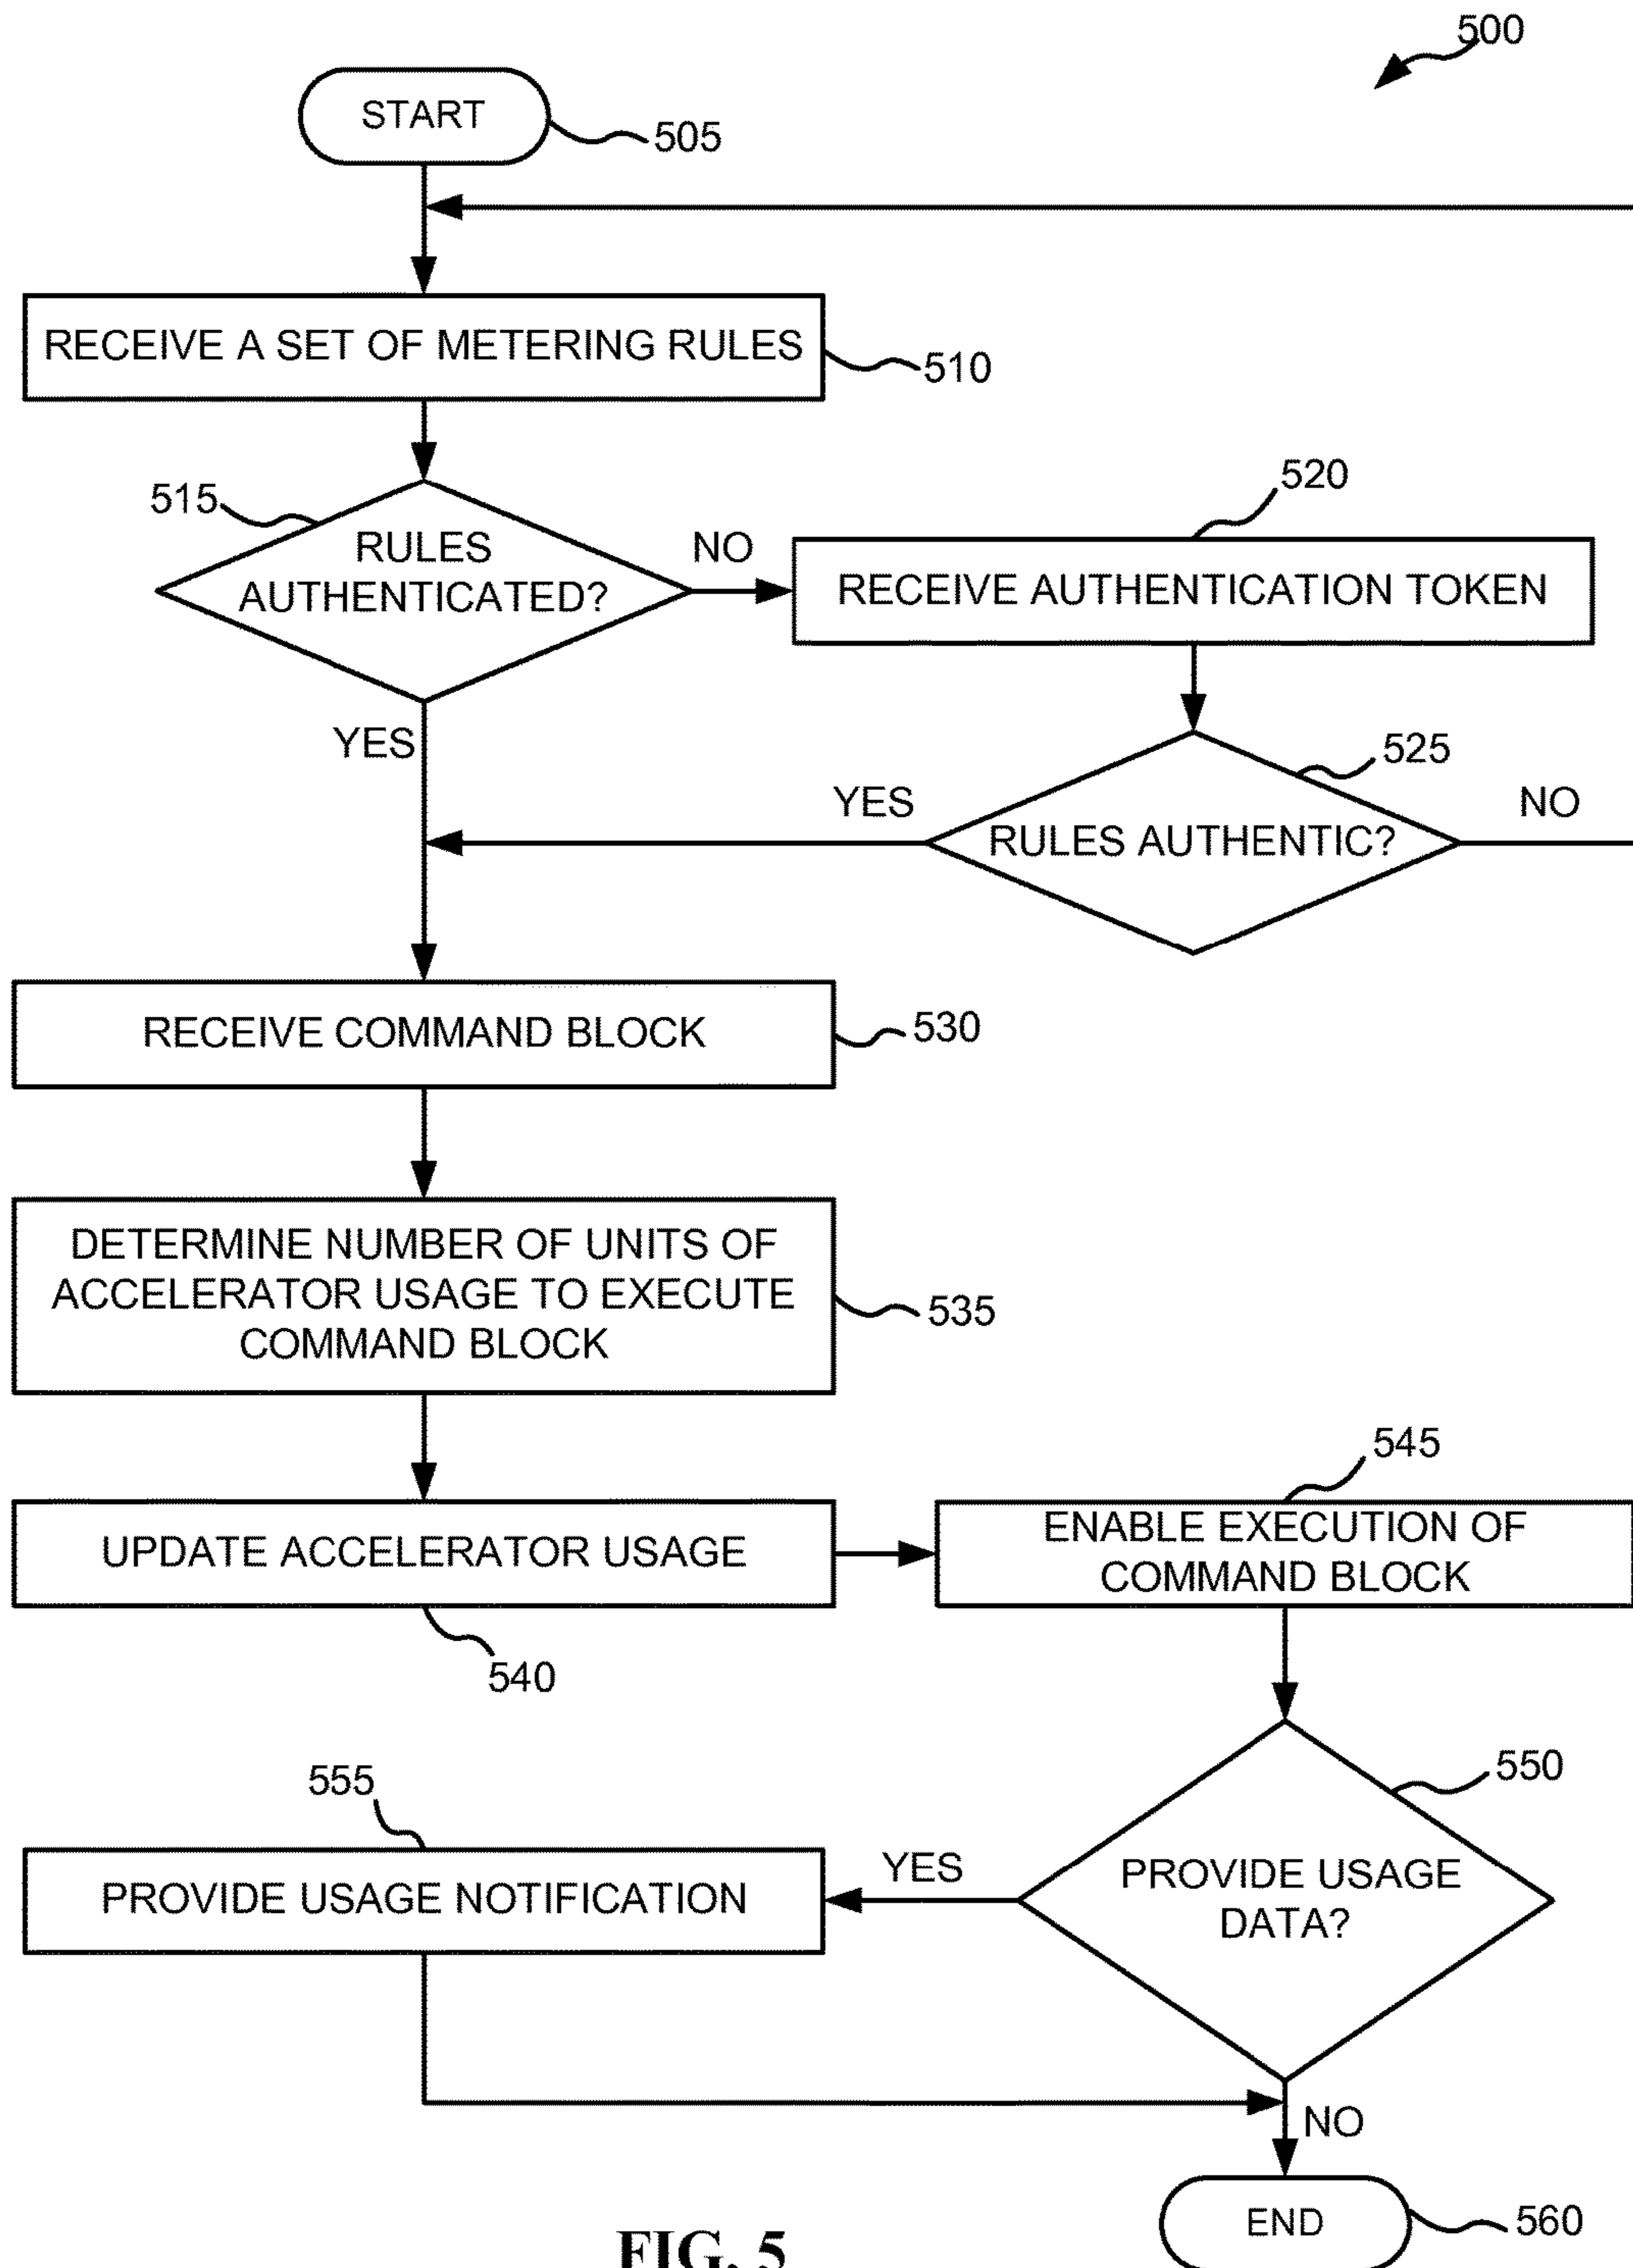 500
START
505
RECEIVE A SET OF METERING RULES
510
515
RULES
AUTHENTICATED?
NO
520
RECEIVE AUTHENTICATION TOKEN
YES
525
YES
RULES AUTHENTIC?
NO
RECEIVE COMMAND BLOCK
530
DETERMINE NUMBER OF UNITS OF
ACCELERATOR USAGE TO EXECUTE
COMMAND BLOCK
535
UPDATE ACCELERATOR USAGE
540
545
ENABLE EXECUTION OF
COMMAND BLOCK
550
PROVIDE USAGE
DATA?
YES
555
PROVIDE USAGE NOTIFICATION
NO
END
560
FIG. 5